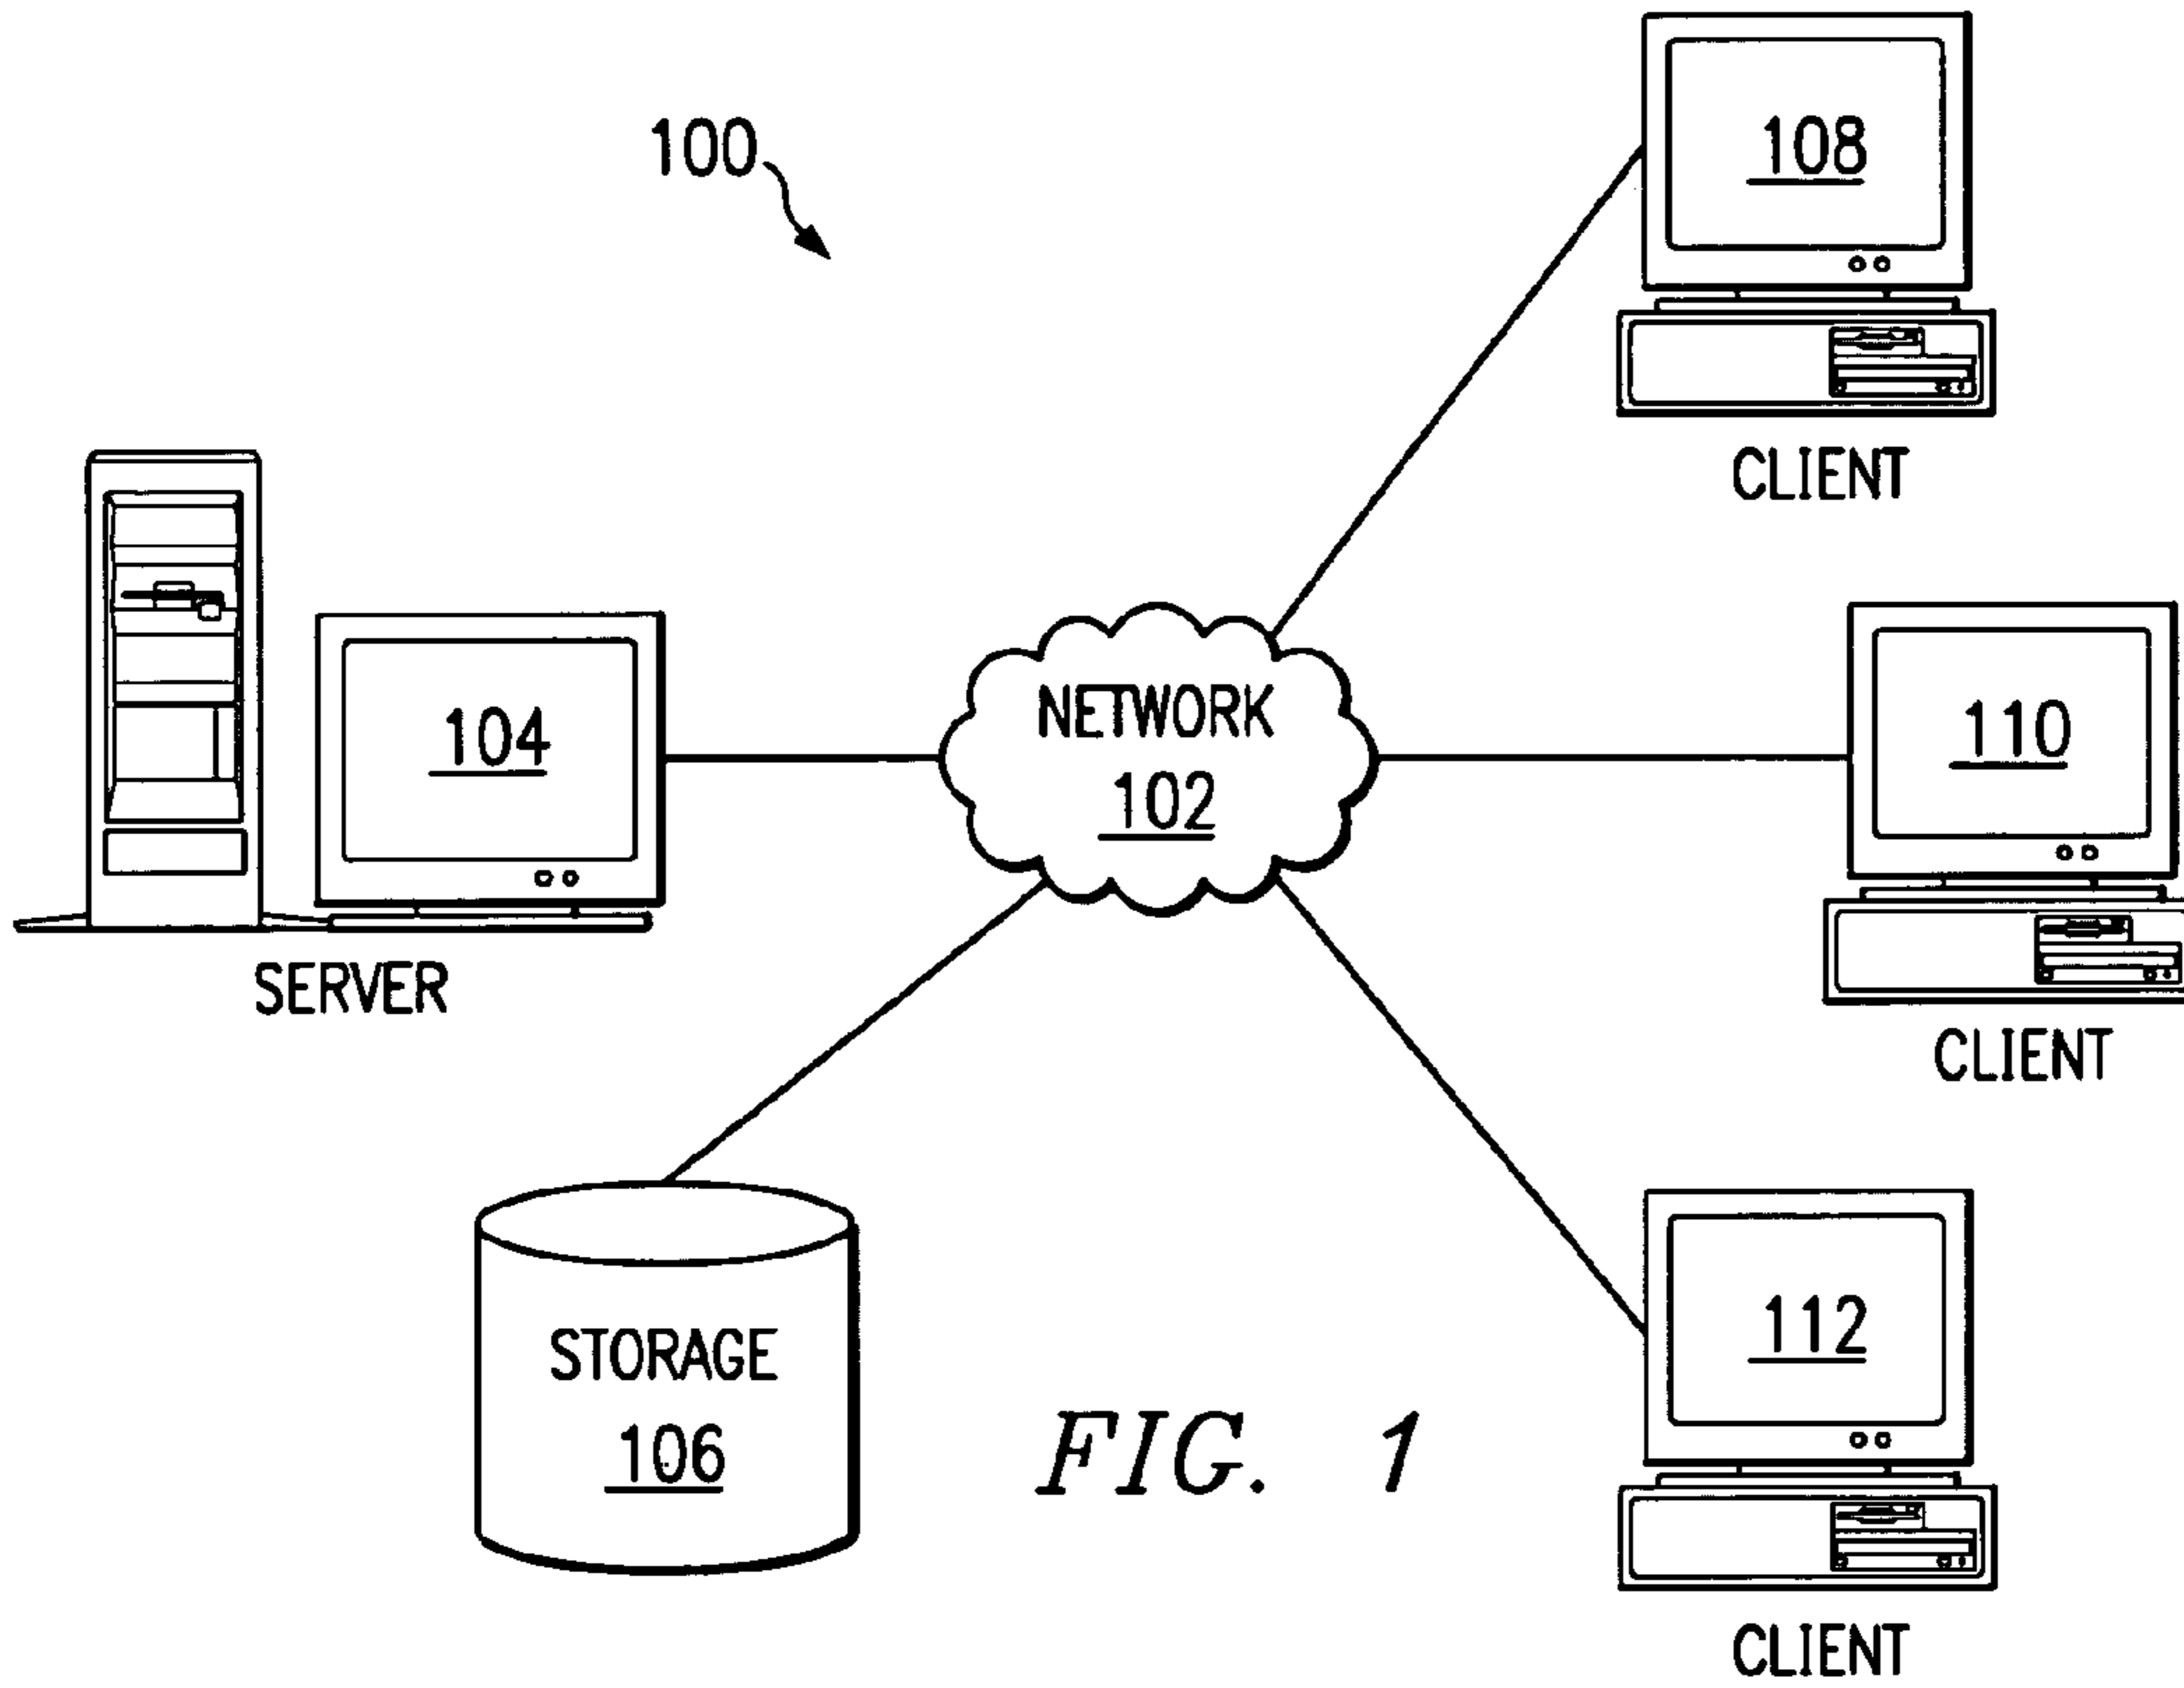 100
108
CLIENT
104
SERVER
NETWORK
102
110
CLIENT
STORAGE
106
112
CLIENT
FIG. 1